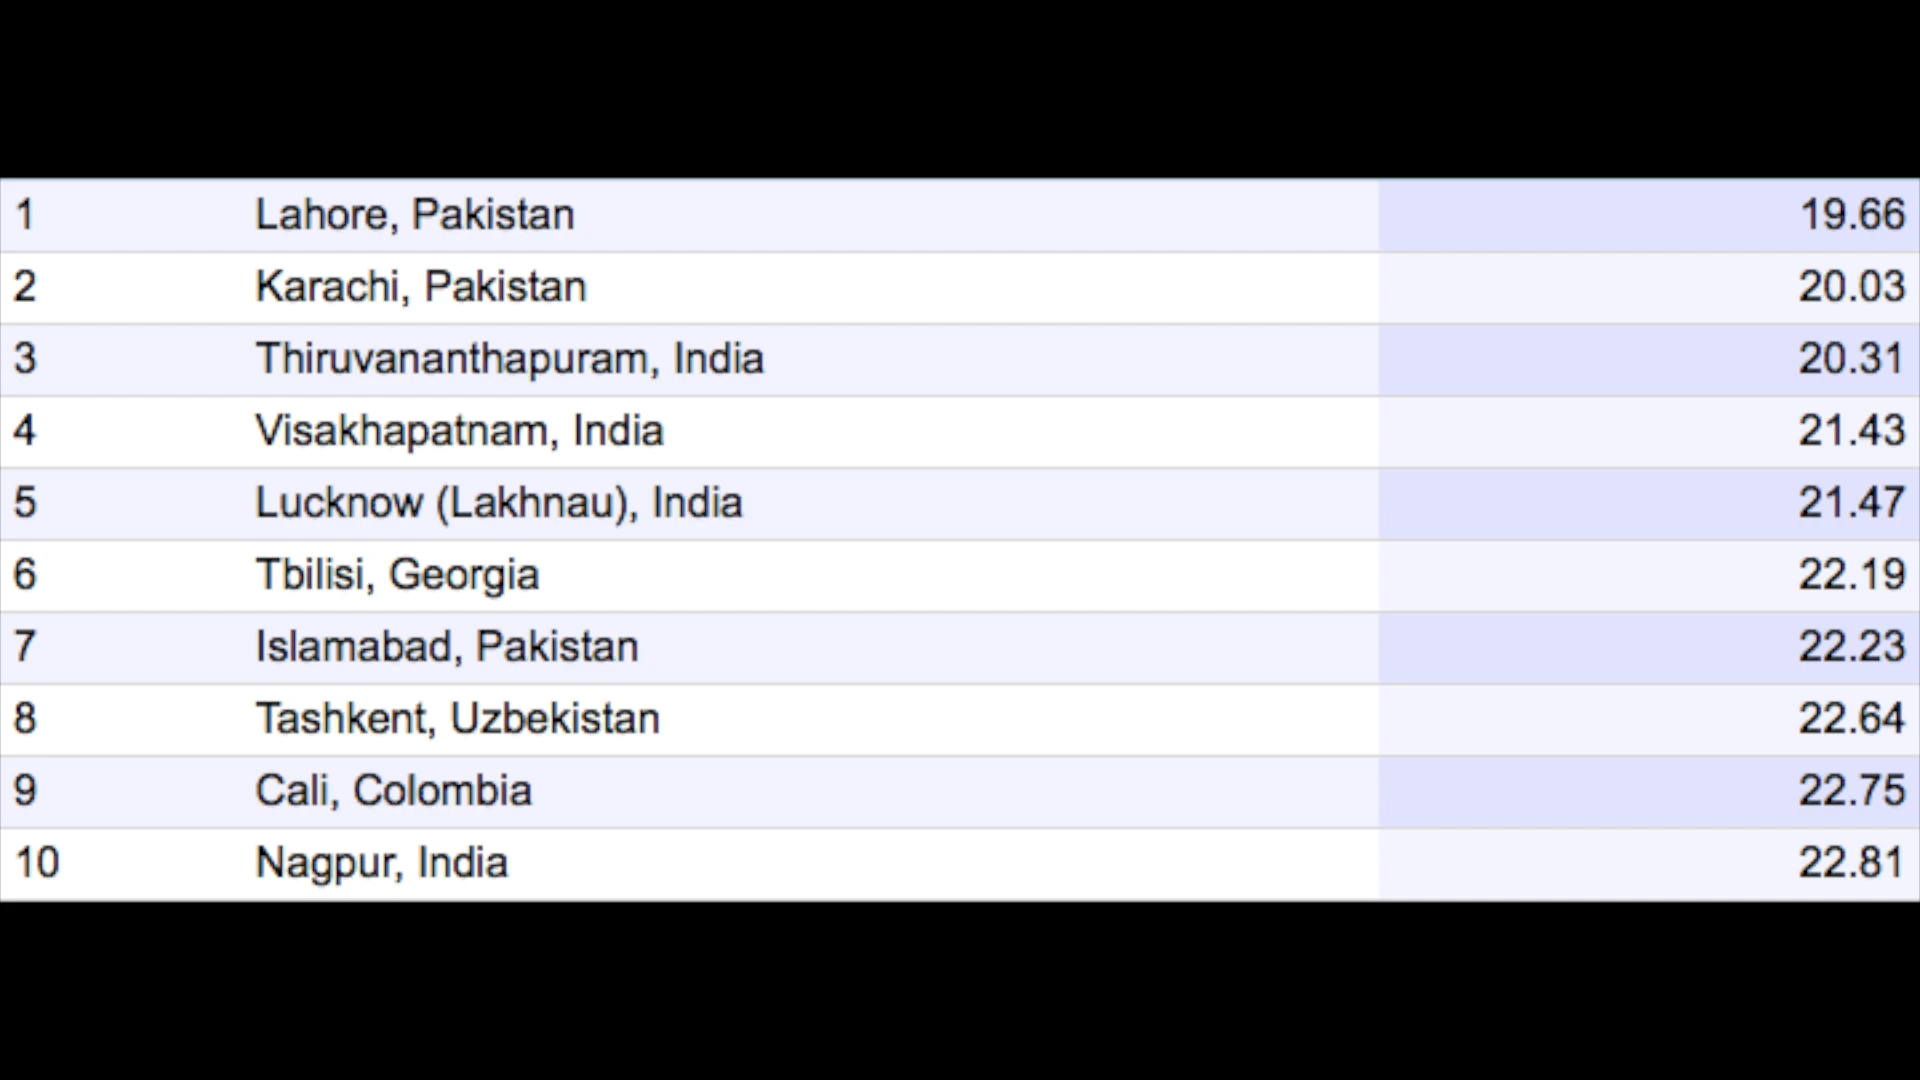 1 Lahore, Pakistan 19.66
2 Karachi, Pakistan 20.03
3 Thiruvananthapuram, India 20.31
4 Visakhapatnam, India 21.43
5 Lucknow (Lakhnau), India 21.47
6 Tbilisi, Georgia 22.19
7 Islamabad, Pakistan 22.23
8 Tashkent, Uzbekistan 22.64
9 Cali, Colombia 22.75
10 Nagpur, India 22.81